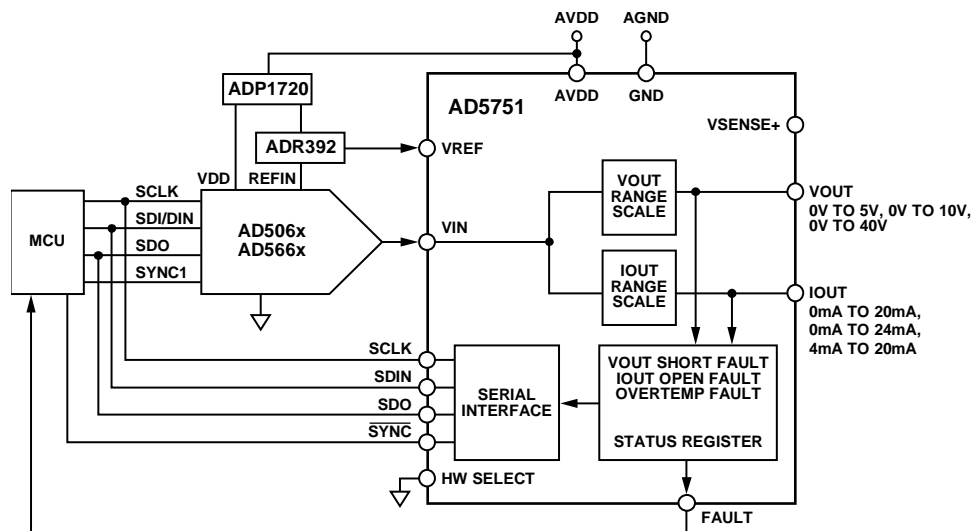 AVDD
AGND
ADP1720
AVDD
GND
AD5751
VSENSE+
ADR392
VREF
VDD
REFIN
SCLK
SDI/DIN
SDO
SYNC1
MCU
AD506x
AD566x
VIN
VOUT
RANGE
SCALE
VOUT
0V TO 5V, 0V TO 10V,
0V TO 40V
IOUT
RANGE
SCALE
IOUT
0mA TO 20mA,
0mA TO 24mA,
4mA TO 20mA
SCLK
SDIN
SDO
SYNC
SERIAL
INTERFACE
VOUT SHORT FAULT
IOUT OPEN FAULT
OVERTEMP FAULT
STATUS REGISTER
HW SELECT
FAULT